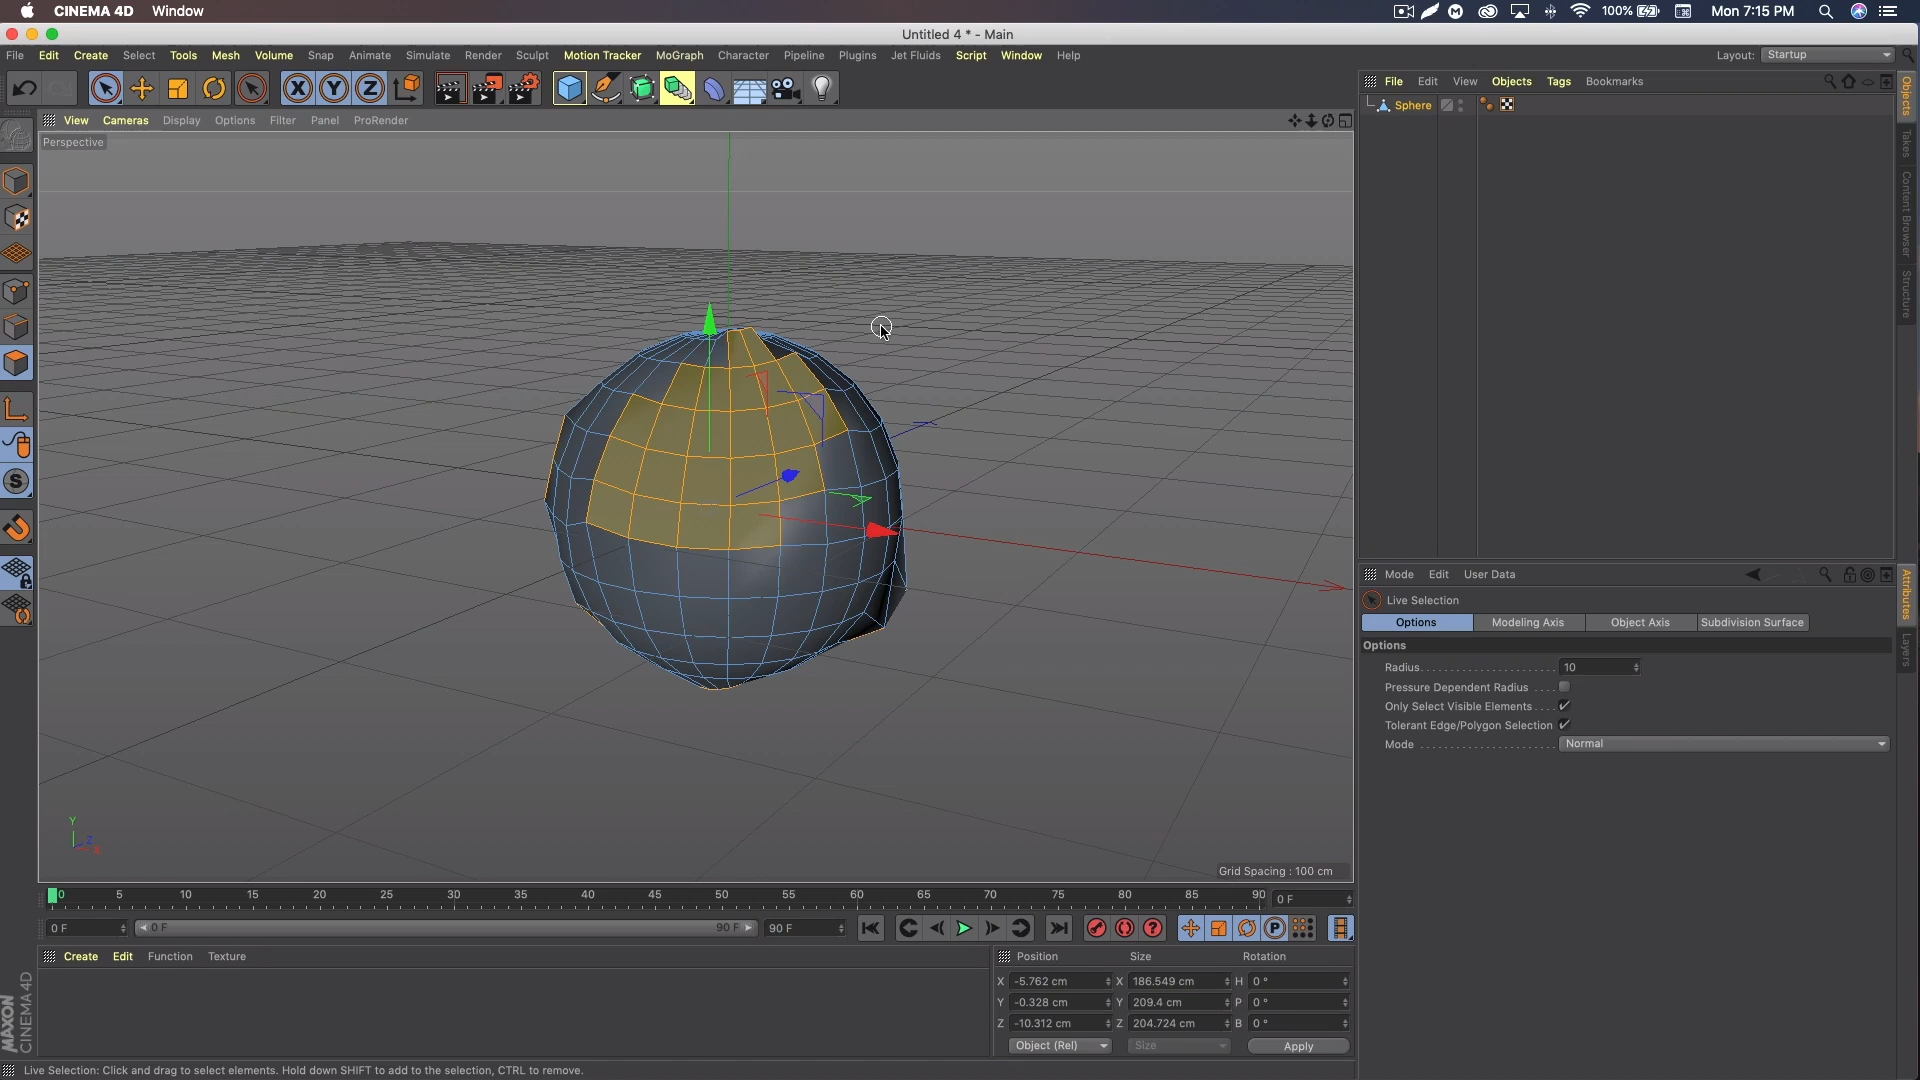 CINEMA 4D Window
100% Mon 7:15 PM
Untitled 4 * - Main
File Edit Create Select Tools Mesh Volume Snap Animate Simulate Render Sculpt Motion Tracker MoGraph Character Pipeline Plugins Jet Fluids Script Window Help
Layout: Startup
File Edit View Objects Tags Bookmarks
View Cameras Display Options Filter Panel ProRender
Sphere
Perspective
Objects
Takes
Content Browser
Structure
Mode Edit User Data
Live Selection
Options Modeling Axis Object Axis Subdivision Surface
Options
Radius 10
Pressure Dependent Radius
Only Select Visible Elements
Tolerant Edge/Polygon Selection
Mode Normal
Attributes
Layers
Y
Z
X
Grid Spacing : 100 cm
0 5 10 15 20 25 30 35 40 45 50 55 60 65 70 75 80 85 90 0 F
0 F 0 F 90 F 90 F
Create Edit Function Texture
Position Size Rotation
X -5.762 cm X 186.549 cm H 0 °
Y -0.328 cm Y 209.4 cm P 0 °
Z -10.312 cm Z 204.724 cm B 0 °
Object (Rel) Size Apply
MAXON
CINEMA 4D
Live Selection: Click and drag to select elements. Hold down SHIFT to add to the selection, CTRL to remove.